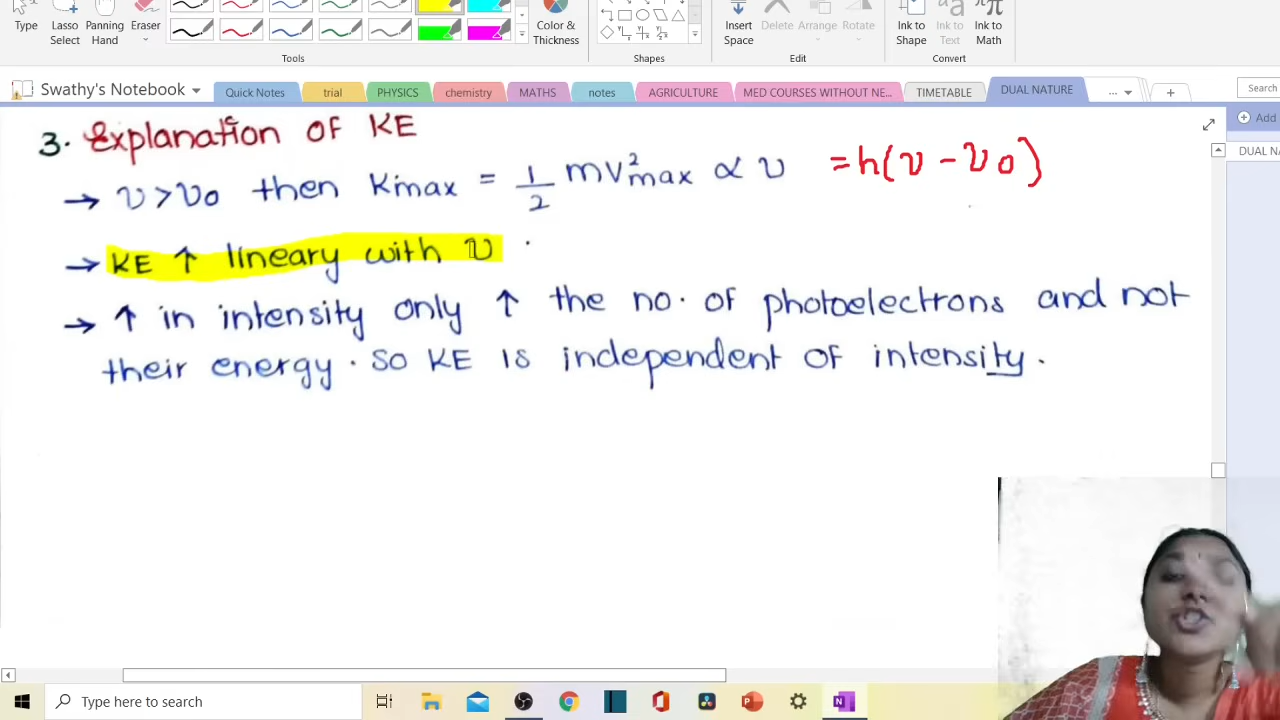 Type
Lasso Select
Panning Hand
Eraser
Color & Thickness
Insert Space
Delete
Arrange
Rotate
Ink to Shape
Ink to Text
Ink to Math
Tools
Shapes
Edit
Convert
Swathy's Notebook
Quick Notes
trial
PHYSICS
chemistry
MATHS
notes
AGRICULTURE
MED COURSES WITHOUT NE...
TIMETABLE
DUAL NATURE
...
+
Search
Add
DUAL NAT
3. Explanation of KE
→ υ > υo then Kmax = 1/2 mv²max ∝ υ = h(υ - υo)
→ KE ↑ lineary with υ
→ ↑ in intensity only ↑ the no. of photoelectrons and not
their energy. So KE is independent of intensity.
Type here to search